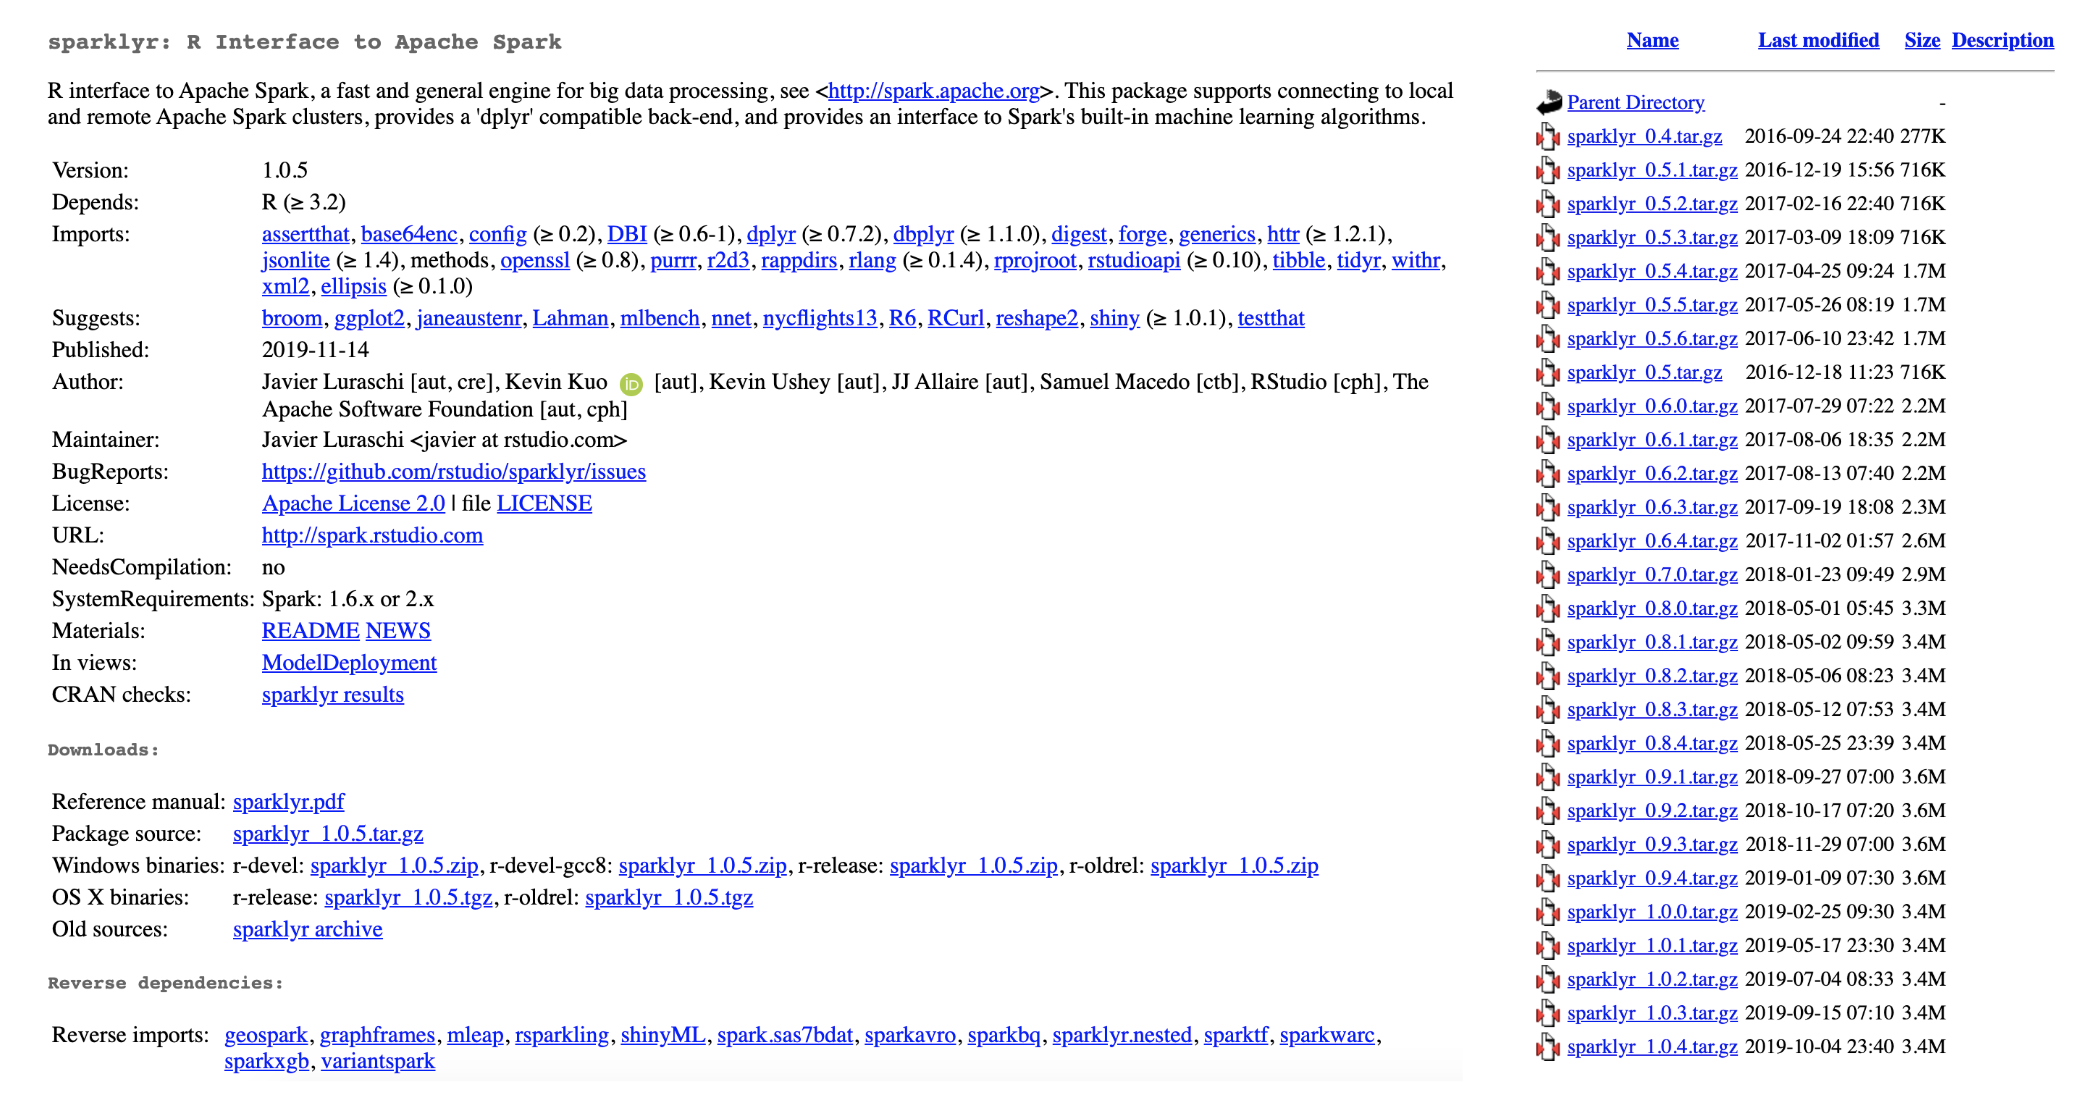 sparklyr: R Interface to Apache Spark
R interface to Apache Spark, a fast and general engine for big data processing, see <http://spark.apache.org>. This package supports connecting to local
and remote Apache Spark clusters, provides a 'dplyr' compatible back-end, and provides an interface to Spark's built-in machine learning algorithms.
Version: 1.0.5
Depends: R (≥ 3.2)
Imports: assertthat, base64enc, config (≥ 0.2), DBI (≥ 0.6-1), dplyr (≥ 0.7.2), dbplyr (≥ 1.1.0), digest, forge, generics, httr (≥ 1.2.1),
jsonlite (≥ 1.4), methods, openssl (≥ 0.8), purrr, r2d3, rappdirs, rlang (≥ 0.1.4), rprojroot, rstudioapi (≥ 0.10), tibble, tidyr, withr,
xml2, ellipsis (≥ 0.1.0)
Suggests: broom, ggplot2, janeaustenr, Lahman, mlbench, nnet, nycflights13, R6, RCurl, reshape2, shiny (≥ 1.0.1), testthat
Published: 2019-11-14
Author: Javier Luraschi [aut, cre], Kevin Kuo iD [aut], Kevin Ushey [aut], JJ Allaire [aut], Samuel Macedo [ctb], RStudio [cph], The
Apache Software Foundation [aut, cph]
Maintainer: Javier Luraschi <javier at rstudio.com>
BugReports: https://github.com/rstudio/sparklyr/issues
License: Apache License 2.0 | file LICENSE
URL: http://spark.rstudio.com
NeedsCompilation: no
SystemRequirements: Spark: 1.6.x or 2.x
Materials: README NEWS
In views: ModelDeployment
CRAN checks: sparklyr results
Downloads:
Reference manual: sparklyr.pdf
Package source: sparklyr_1.0.5.tar.gz
Windows binaries: r-devel: sparklyr_1.0.5.zip, r-devel-gcc8: sparklyr_1.0.5.zip, r-release: sparklyr_1.0.5.zip, r-oldrel: sparklyr_1.0.5.zip
OS X binaries: r-release: sparklyr_1.0.5.tgz, r-oldrel: sparklyr_1.0.5.tgz
Old sources: sparklyr archive
Reverse dependencies:
Reverse imports: geospark, graphframes, mleap, rsparkling, shinyML, spark.sas7bdat, sparkavro, sparkbq, sparklyr.nested, sparktf, sparkwarc,
sparkxgb, variantspark
Name Last modified Size Description
Parent Directory -
sparklyr_0.4.tar.gz 2016-09-24 22:40 277K
sparklyr_0.5.1.tar.gz 2016-12-19 15:56 716K
sparklyr_0.5.2.tar.gz 2017-02-16 22:40 716K
sparklyr_0.5.3.tar.gz 2017-03-09 18:09 716K
sparklyr_0.5.4.tar.gz 2017-04-25 09:24 1.7M
sparklyr_0.5.5.tar.gz 2017-05-26 08:19 1.7M
sparklyr_0.5.6.tar.gz 2017-06-10 23:42 1.7M
sparklyr_0.5.tar.gz 2016-12-18 11:23 716K
sparklyr_0.6.0.tar.gz 2017-07-29 07:22 2.2M
sparklyr_0.6.1.tar.gz 2017-08-06 18:35 2.2M
sparklyr_0.6.2.tar.gz 2017-08-13 07:40 2.2M
sparklyr_0.6.3.tar.gz 2017-09-19 18:08 2.3M
sparklyr_0.6.4.tar.gz 2017-11-02 01:57 2.6M
sparklyr_0.7.0.tar.gz 2018-01-23 09:49 2.9M
sparklyr_0.8.0.tar.gz 2018-05-01 05:45 3.3M
sparklyr_0.8.1.tar.gz 2018-05-02 09:59 3.4M
sparklyr_0.8.2.tar.gz 2018-05-06 08:23 3.4M
sparklyr_0.8.3.tar.gz 2018-05-12 07:53 3.4M
sparklyr_0.8.4.tar.gz 2018-05-25 23:39 3.4M
sparklyr_0.9.1.tar.gz 2018-09-27 07:00 3.6M
sparklyr_0.9.2.tar.gz 2018-10-17 07:20 3.6M
sparklyr_0.9.3.tar.gz 2018-11-29 07:00 3.6M
sparklyr_0.9.4.tar.gz 2019-01-09 07:30 3.6M
sparklyr_1.0.0.tar.gz 2019-02-25 09:30 3.4M
sparklyr_1.0.1.tar.gz 2019-05-17 23:30 3.4M
sparklyr_1.0.2.tar.gz 2019-07-04 08:33 3.4M
sparklyr_1.0.3.tar.gz 2019-09-15 07:10 3.4M
sparklyr_1.0.4.tar.gz 2019-10-04 23:40 3.4M